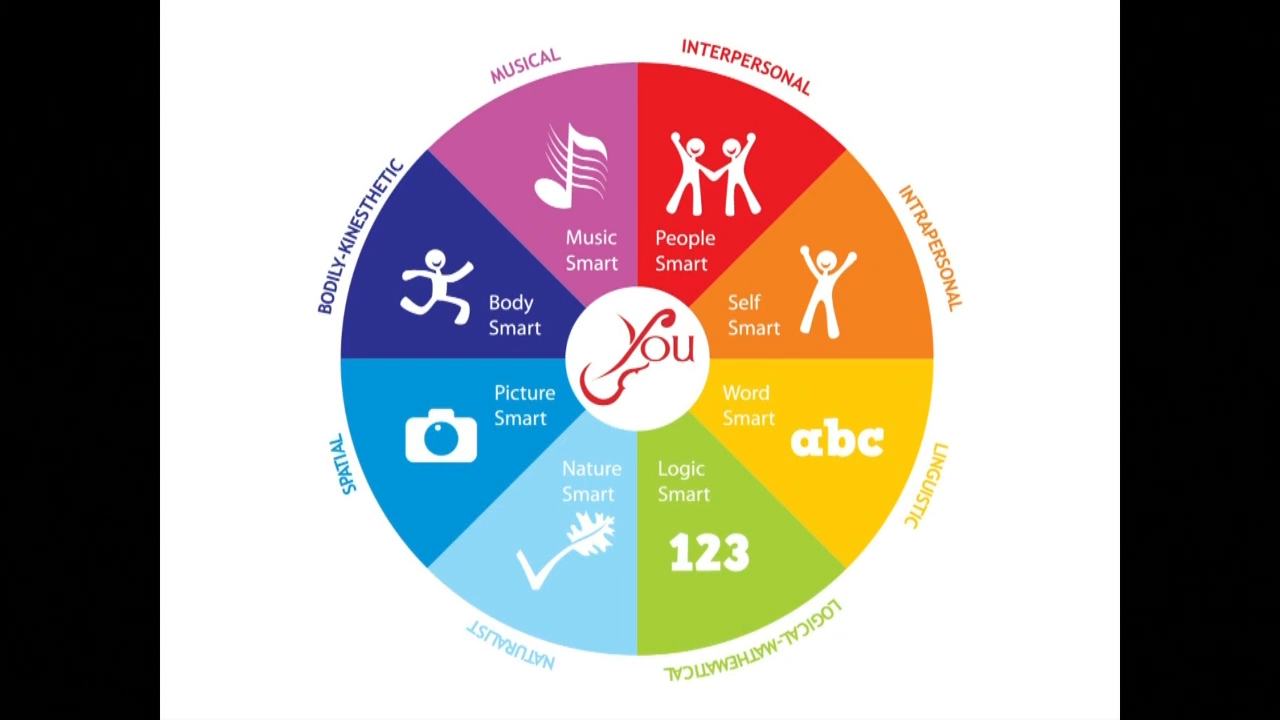 MUSICAL
INTERPERSONAL
INTRAPERSONAL
LINGUISTIC
LOGICAL-MATHEMATICAL
NATURALIST
SPATIAL
BODILY-KINESTHETIC
Music
Smart
People
Smart
Self
Smart
Word
Smart
abc
Logic
Smart
123
Nature
Smart
Picture
Smart
Body
Smart
You